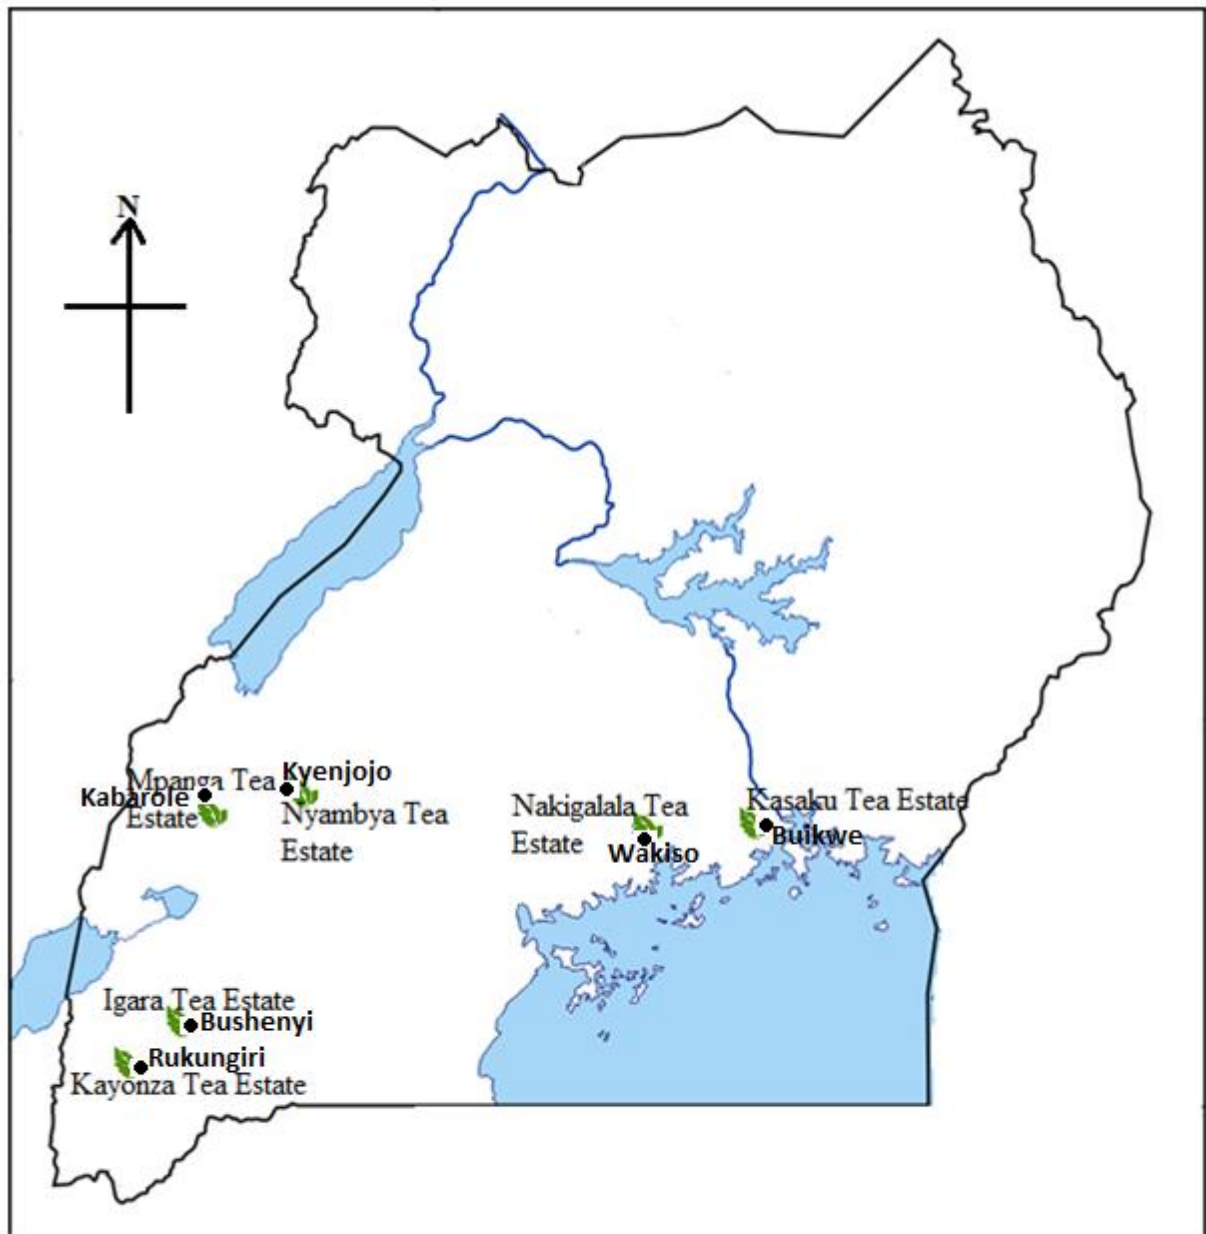 N
Mpanga Tea
Estate
Kabarole
Kyenjojo
Nyambya Tea
Estate
Nakigalala Tea
Estate
Wakiso
Kasaku Tea Estate
Buikwe
Igara Tea Estate
Bushenyi
Rukungiri
Kayonza Tea Estate